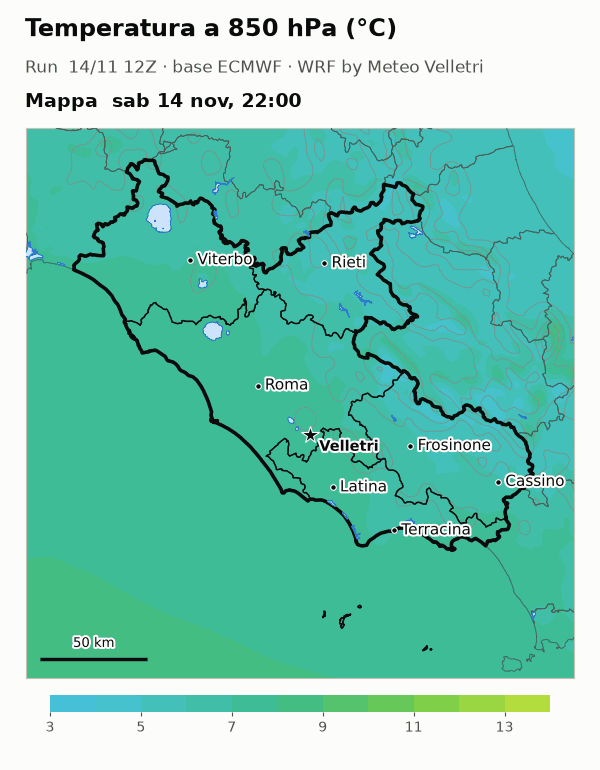 Temperatura a 850 hPa (°C)
Run  14/11 12Z · base ECMWF · WRF by Meteo Velletri
Mappa  sab 14 nov, 22:00
Viterbo
Rieti
Roma
Velletri
Frosinone
Cassino
Latina
Terracina
50 km
3 5 7 9 11 13